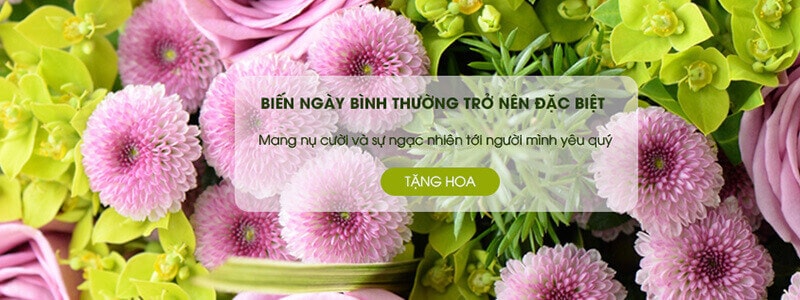 BIẾN NGÀY BÌNH THƯỜNG TRỞ NÊN ĐẶC BIỆT
Mang nụ cười và sự ngạc nhiên tới người mình yêu quý
TẶNG HOA